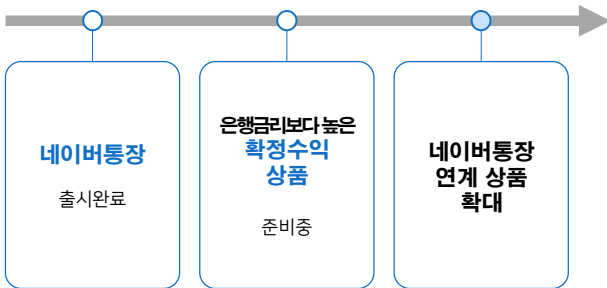 네이버통장
출시완료
은행금리보다 높은
확정수익
상품
준비중
네이버통장
연계 상품
확대